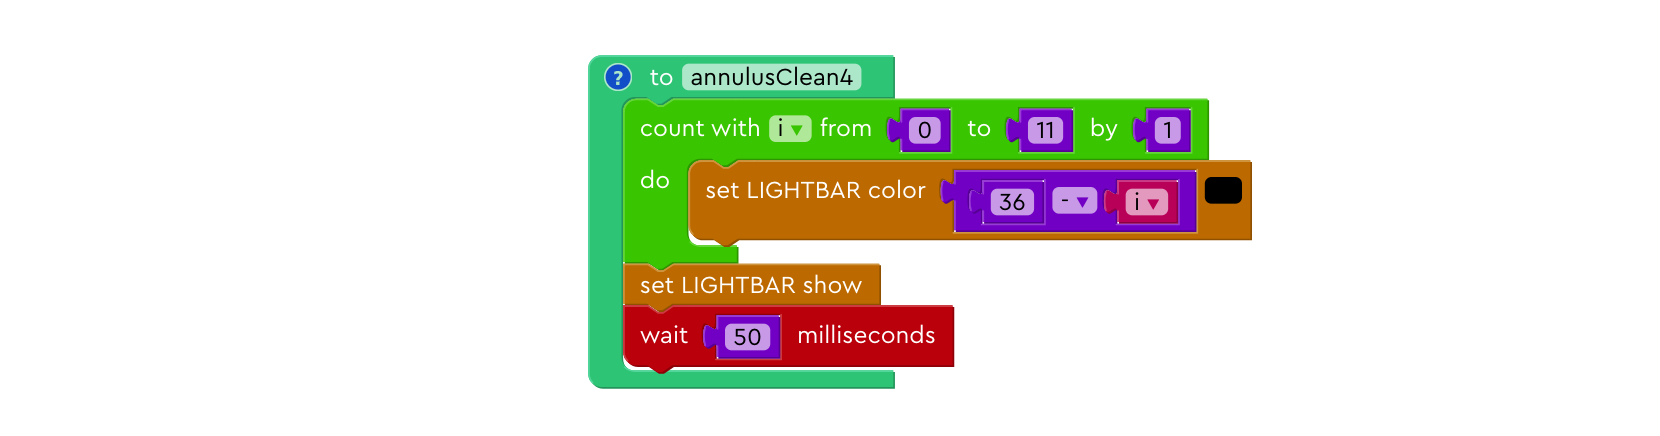 ? to annulusClean4
count with i ▼ from 0 to 11 by 1
do set LIGHTBAR color 36 - ▼ i ▼
set LIGHTBAR show
wait 50 milliseconds